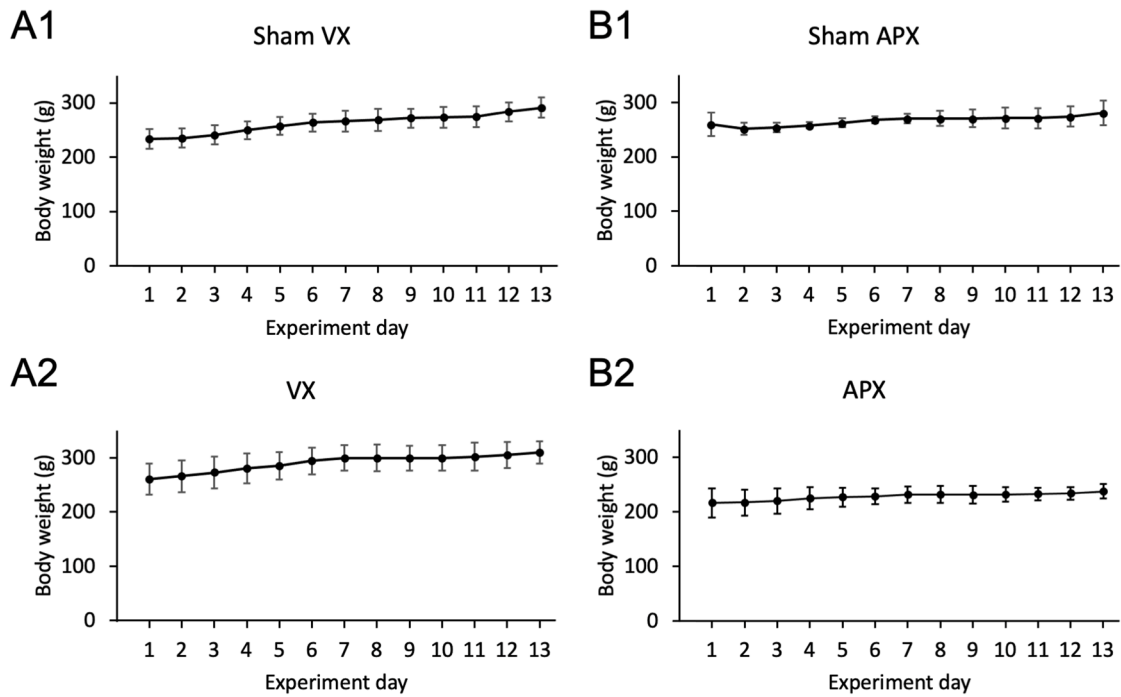 A1
Sham VX
Body weight (g)
300
200
100
0
1 2 3 4 5 6 7 8 9 10 11 12 13
Experiment day
B1
Sham APX
Body weight (g)
300
200
100
0
1 2 3 4 5 6 7 8 9 10 11 12 13
Experiment day
A2
VX
Body weight (g)
300
200
100
0
1 2 3 4 5 6 7 8 9 10 11 12 13
Experiment day
B2
APX
Body weight (g)
300
200
100
0
1 2 3 4 5 6 7 8 9 10 11 12 13
Experiment day